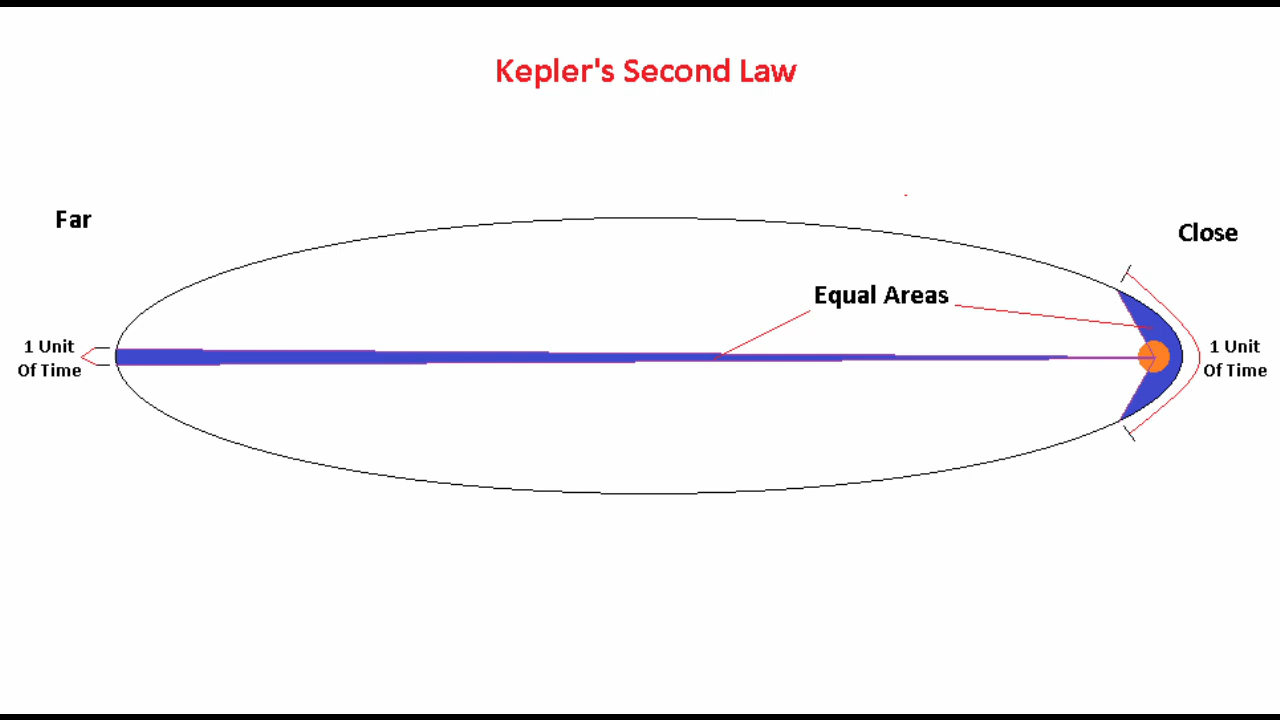 Kepler's Second Law
Far
Close
Equal Areas
1 Unit
Of Time
1 Unit
Of Time